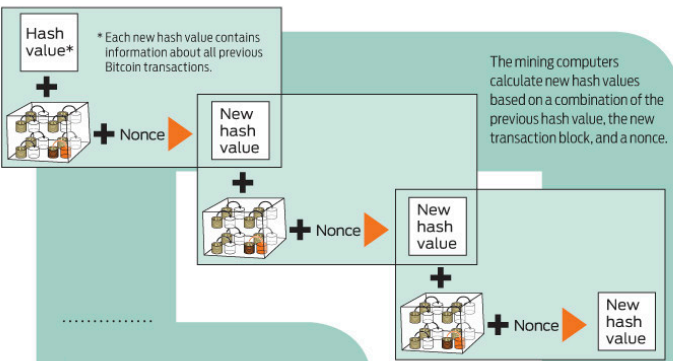 Hash
value*
* Each new hash value contains
information about all previous
Bitcoin transactions.
The mining computers
calculate new hash values
based on a combination of the
previous hash value, the new
transaction block, and a nonce.
+
+ Nonce
New
hash
value
+
+ Nonce
New
hash
value
+
+ Nonce
New
hash
value
....................